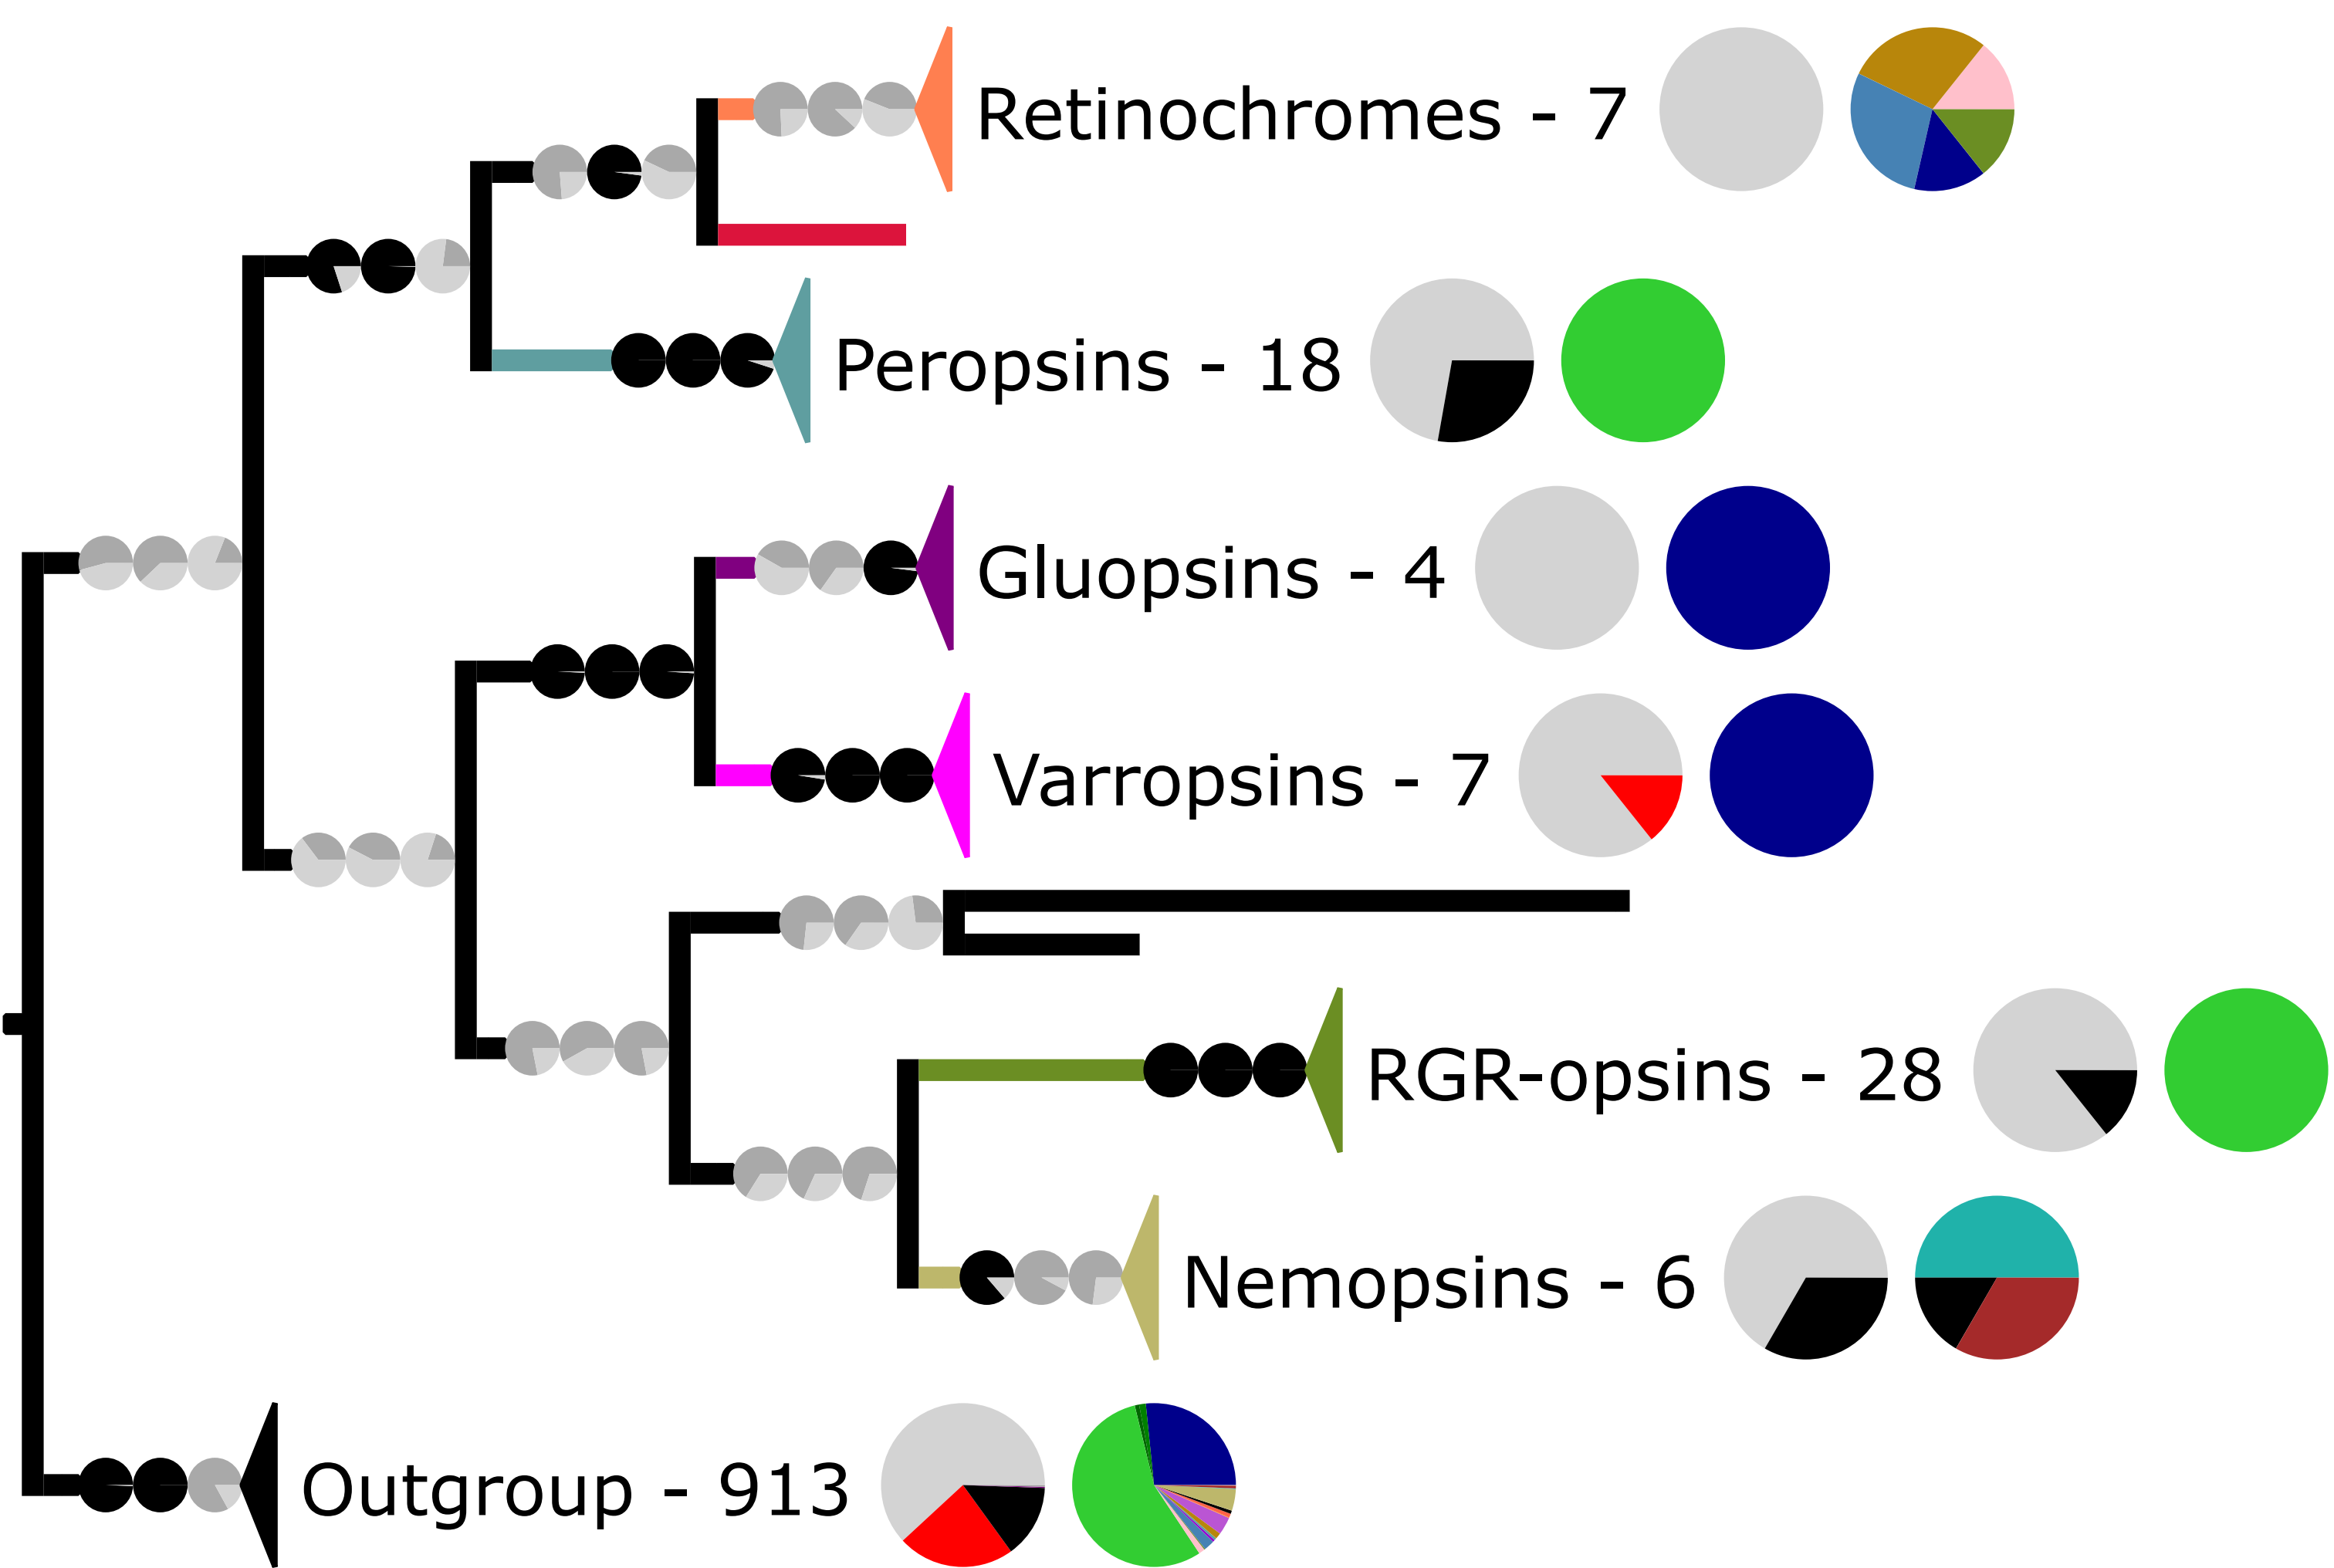 Retinochromes - 7
Peropsins - 18
Gluopsins - 4
Varropsins - 7
RGR-opsins - 28
Nemopsins - 6
Outgroup - 913